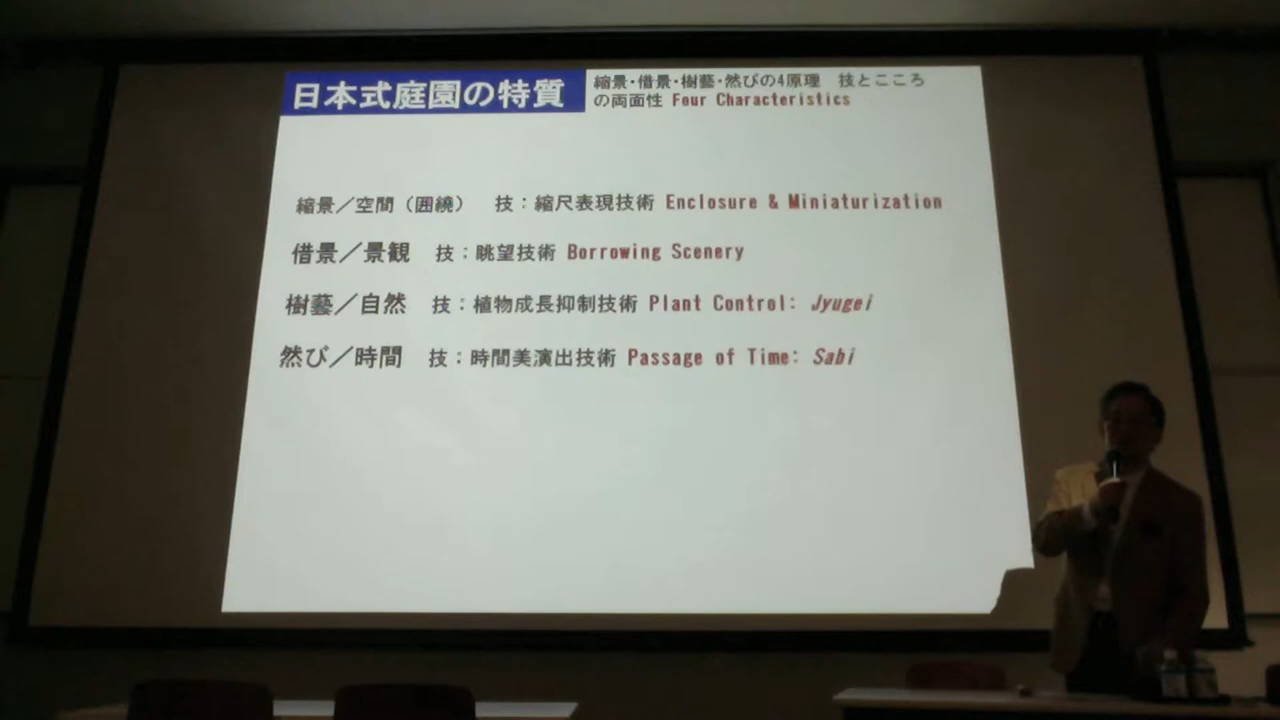 日本式庭園の特質
縮景・借景・樹藝・然びの4原理　技とこころ
の両面性 Four Characteristics
縮景／空間（囲繞）　技：縮尺表現技術 Enclosure & Miniaturization
借景／景観　技：眺望技術 Borrowing Scenery
樹藝／自然　技：植物成長抑制技術 Plant Control: Jyugei
然び／時間　技：時間美演出技術 Passage of Time: Sabi